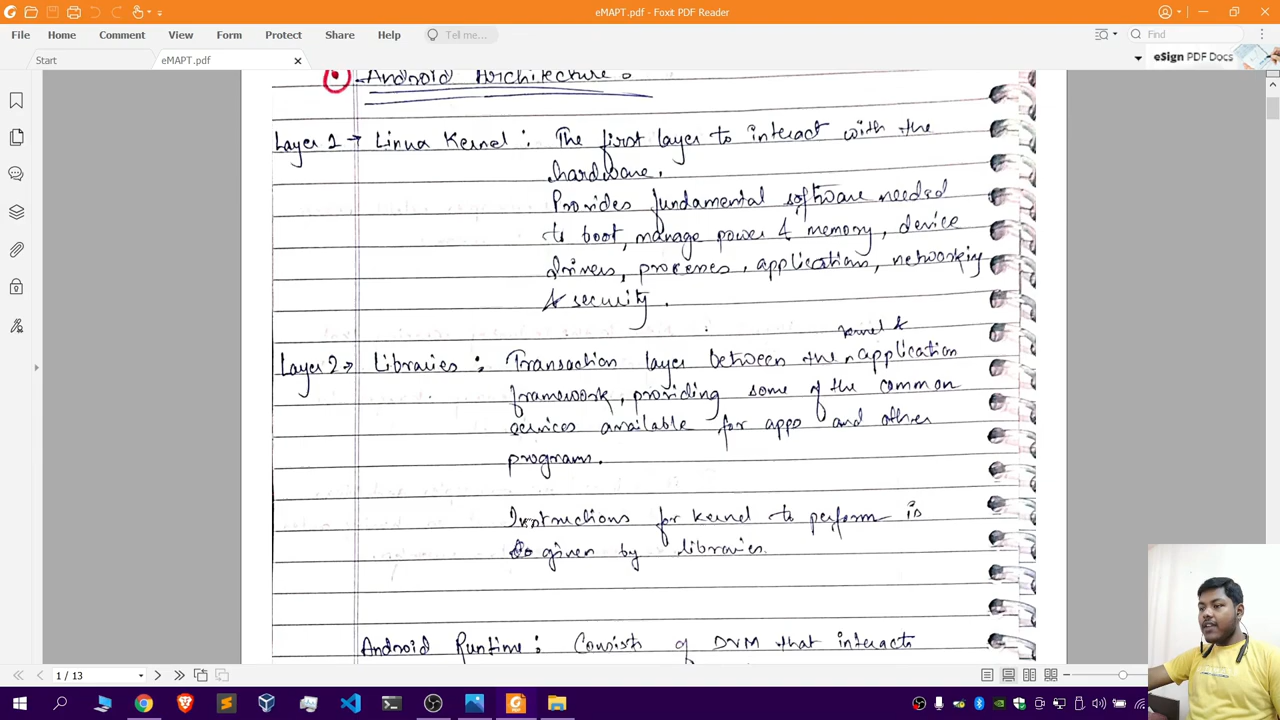 eMAPT.pdf - Foxit PDF Reader
File Home Comment View Form Protect Share Help Tell me... Find
Start eMAPT.pdf eSign PDF Docs
Android Architecture
Layer 1 → Linux Kernel : The first layer to interact with the
hardware.
Provides fundamental software needed
to boot, manage power & memory, device
drivers, processes, applications, networking
& security.
kernel &
Layer 2 → Libraries : Transaction layer between the application
framework, providing some of the common
services available for apps and other
programs.
Instructions for kernel to perform is
given by libraries.
Android Runtime : Consist of DVM that interacts
1 / 13